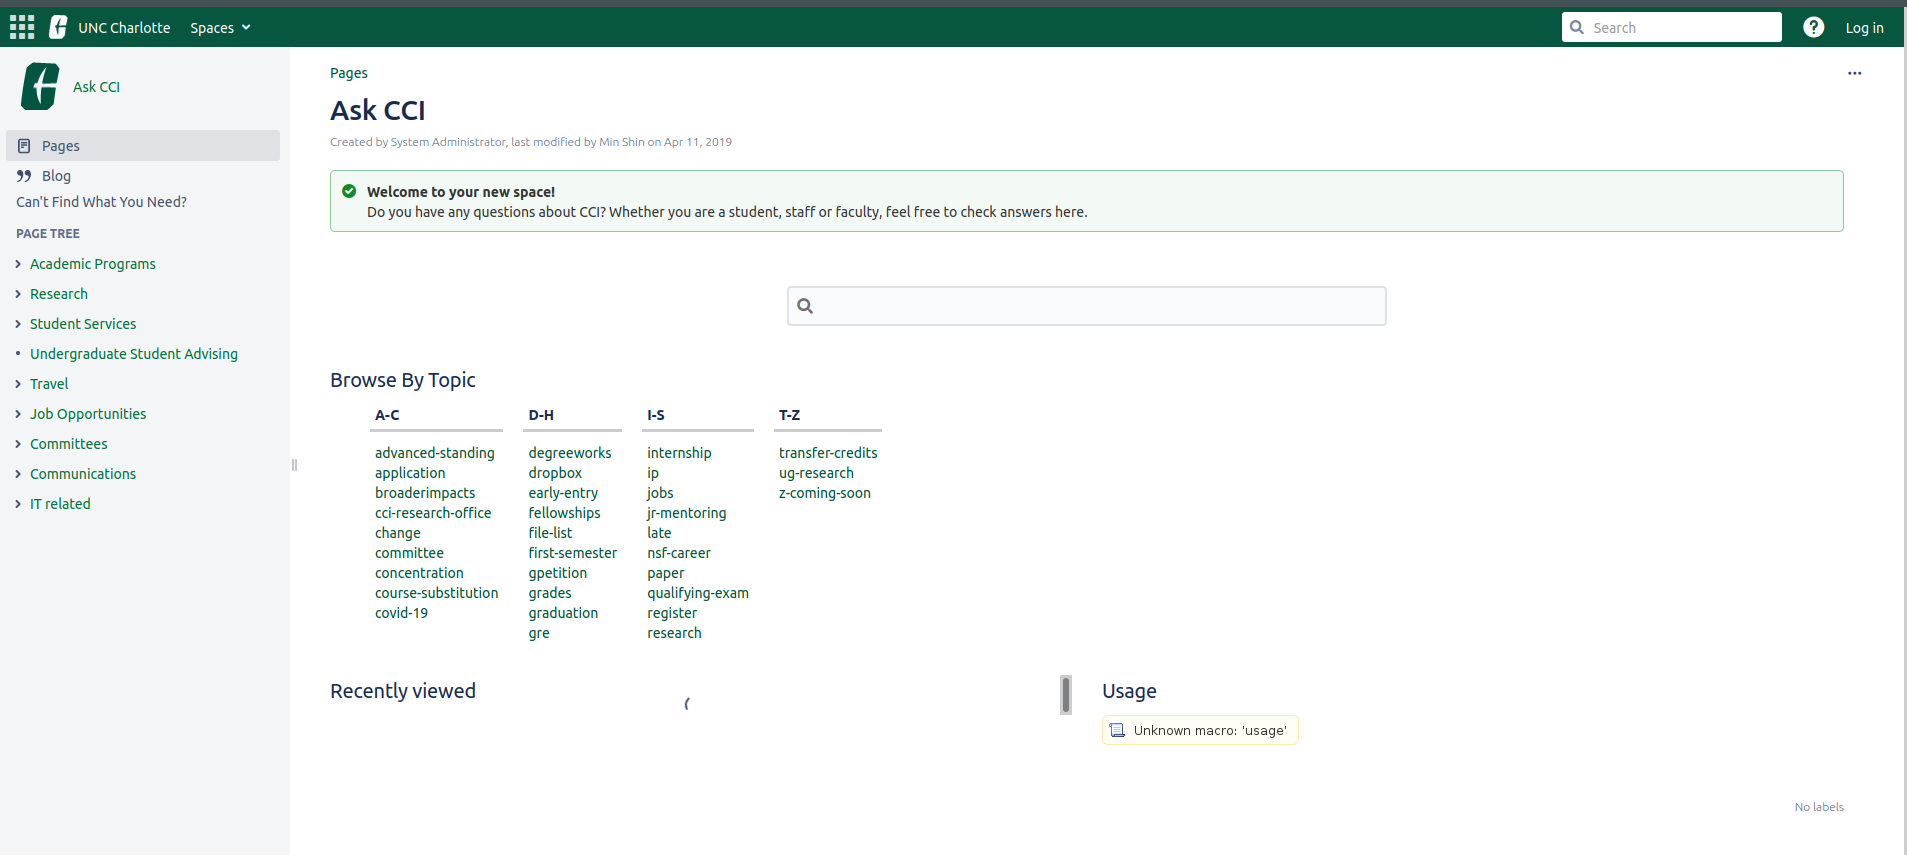 UNC Charlotte
Spaces
Search
?
Log in
Ask CCI
Pages
Blog
Can't Find What You Need?
PAGE TREE
Academic Programs
Research
Student Services
Undergraduate Student Advising
Travel
Job Opportunities
Committees
Communications
IT related
Pages
Ask CCI
Created by System Administrator, last modified by Min Shin on Apr 11, 2019
Welcome to your new space!
Do you have any questions about CCI? Whether you are a student, staff or faculty, feel free to check answers here.
Browse By Topic
A-C
advanced-standing
application
broaderimpacts
cci-research-office
change
committee
concentration
course-substitution
covid-19
D-H
degreeworks
dropbox
early-entry
fellowships
file-list
first-semester
gpetition
grades
graduation
gre
I-S
internship
ip
jobs
jr-mentoring
late
nsf-career
paper
qualifying-exam
register
research
T-Z
transfer-credits
ug-research
z-coming-soon
Recently viewed
Usage
Unknown macro: 'usage'
No labels